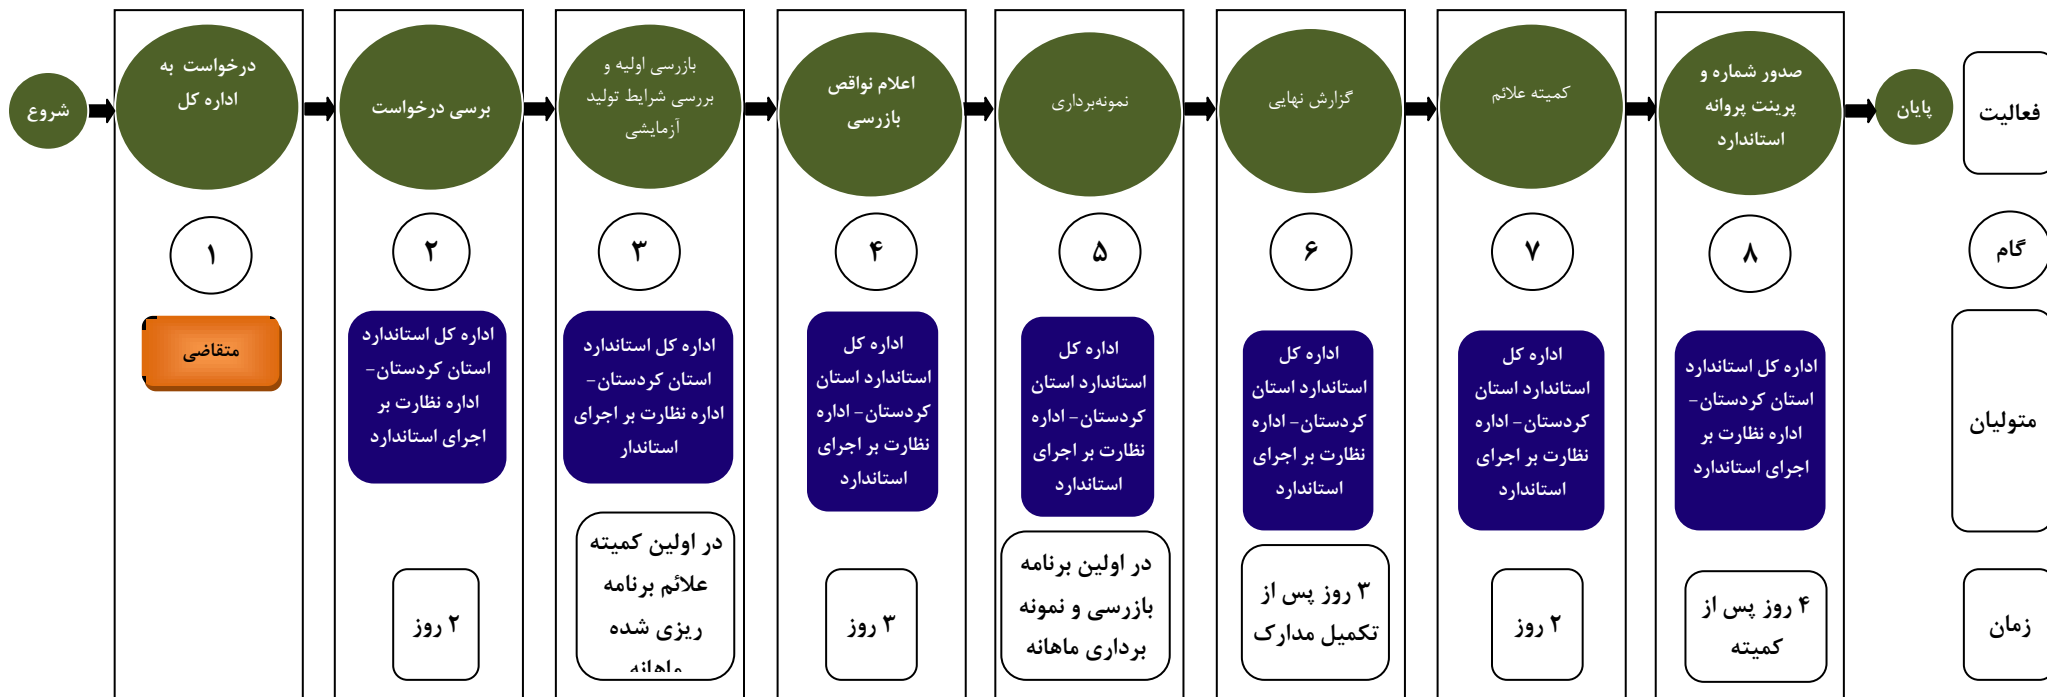 شروع
درخواست به
اداره کل
برسی درخواست
بازرسی اولیه و
بررسی شرایط تولید
آزمایشی
اعلام نواقص
بازرسی
نمونه‌برداری
گزارش نهایی
کمیته علائم
صدور شماره و
پرینت پروانه
استاندارد
پایان
فعالیت
۱
۲
۳
۴
۵
۶
۷
۸
گام
متقاضی
اداره کل استاندارد
استان کردستان-
اداره نظارت بر
اجرای استاندارد
اداره کل استاندارد
استان کردستان-
اداره نظارت بر اجرای
استاندار
اداره کل
استاندارد استان
کردستان- اداره
نظارت بر اجرای
استاندارد
اداره کل
استاندارد استان
کردستان- اداره
نظارت بر اجرای
استاندارد
اداره کل
استاندارد استان
کردستان- اداره
نظارت بر اجرای
استاندارد
اداره کل
استاندارد استان
کردستان- اداره
نظارت بر اجرای
استاندارد
اداره کل استاندارد
استان کردستان-
اداره نظارت بر
اجرای استاندارد
متولیان
۲ روز
در اولین کمیته
علائم برنامه
ریزی شده
ماهانه
۳ روز
در اولین برنامه
بازرسی و نمونه
برداری ماهانه
۳ روز پس از
تکمیل مدارک
۲ روز
۴ روز پس از
کمیته
زمان